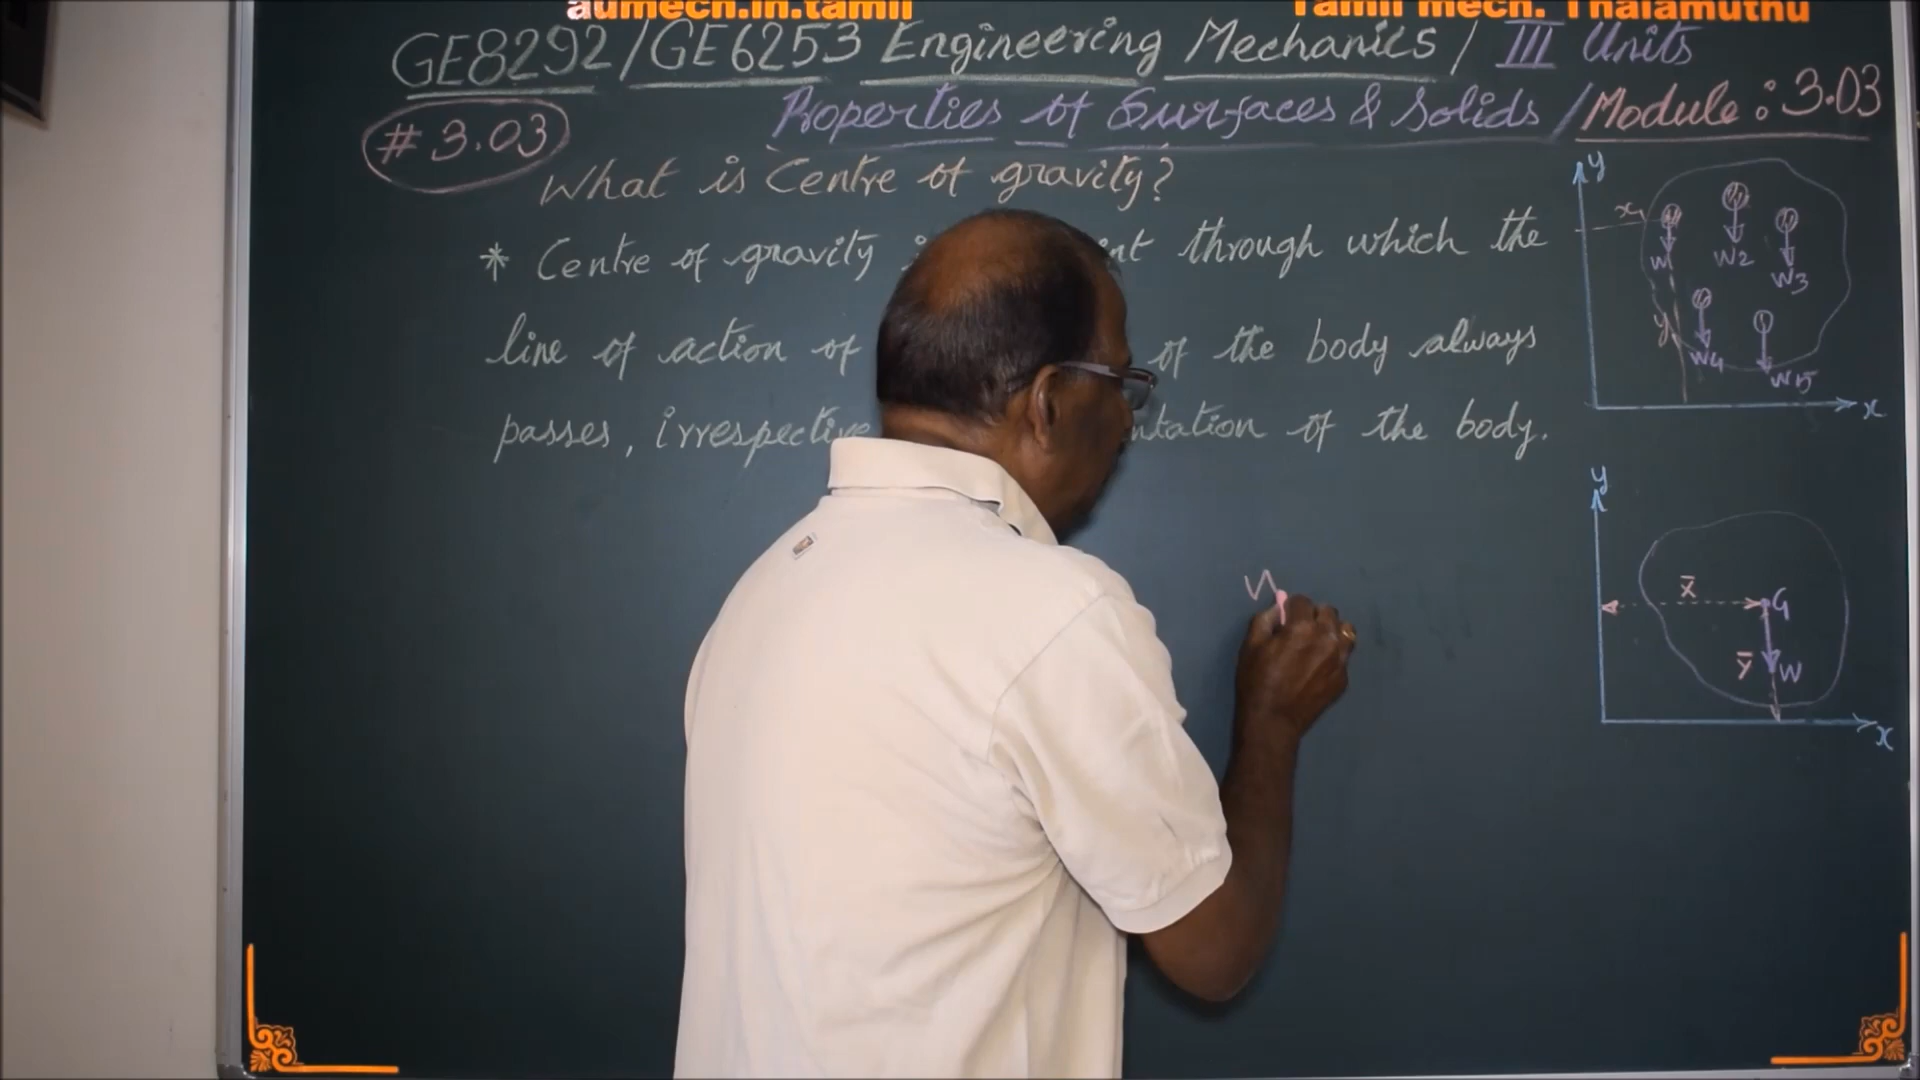 aumech.in.tamil
Tamil mech. Thalamuthu
GE8292/GE6253 Engineering Mechanics / III Units
Properties of Surfaces & Solids / Module: 3.03
# 3.03
What is Centre of gravity?
* Centre of gravity through which the
line of action of of the body always
passes, irrespective of the body.
y
x1
W1
W2
W3
y1
W4
W5
x
y
x̄
G
ȳ
W
x
W